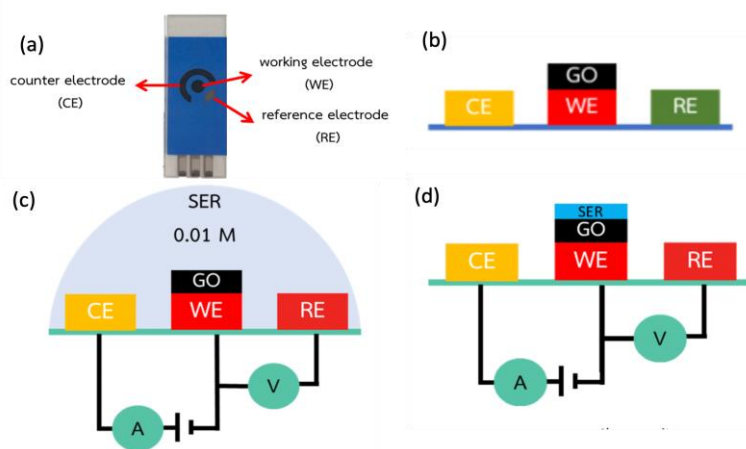 (a)
counter electrode
(CE)
working electrode
(WE)
reference electrode
(RE)
(b)
GO
CE WE RE
(c)
SER
0.01 M
GO
CE WE RE
V
A
(d)
SER
GO
CE WE RE
V
A